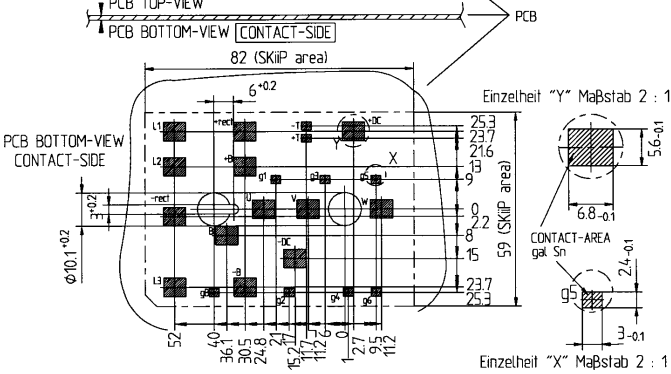 PCB TOP-VIEW
PCB
PCB BOTTOM-VIEW CONTACT-SIDE
82 (SKiiP area)
6+0.2
Einzelheit "Y" Maßstab 2 : 1
PCB BOTTOM-VIEW
CONTACT-SIDE
L1
+rect
-T
+T
+DC
Y
L2
+B
X
g1
g3
g5
-rect
U
V
W
B
-DC
L3
-B
g2
g4
g6
3+0.2
Φ10.1+0.2
25.3
23.7
21.6
13
9
0
2.2
8
15
23.7
25.3
59 (SKiiP area)
5.6-0.1
6.8-0.1
CONTACT-AREA
gal Sn
2.4-0.1
g5
3-0.1
52
40
36.1
30.5
24.8
21
17
15.2
11.7
11.2
6
0
1
2.7
9.5
11.2
Einzelheit "X" Maßstab 2 : 1